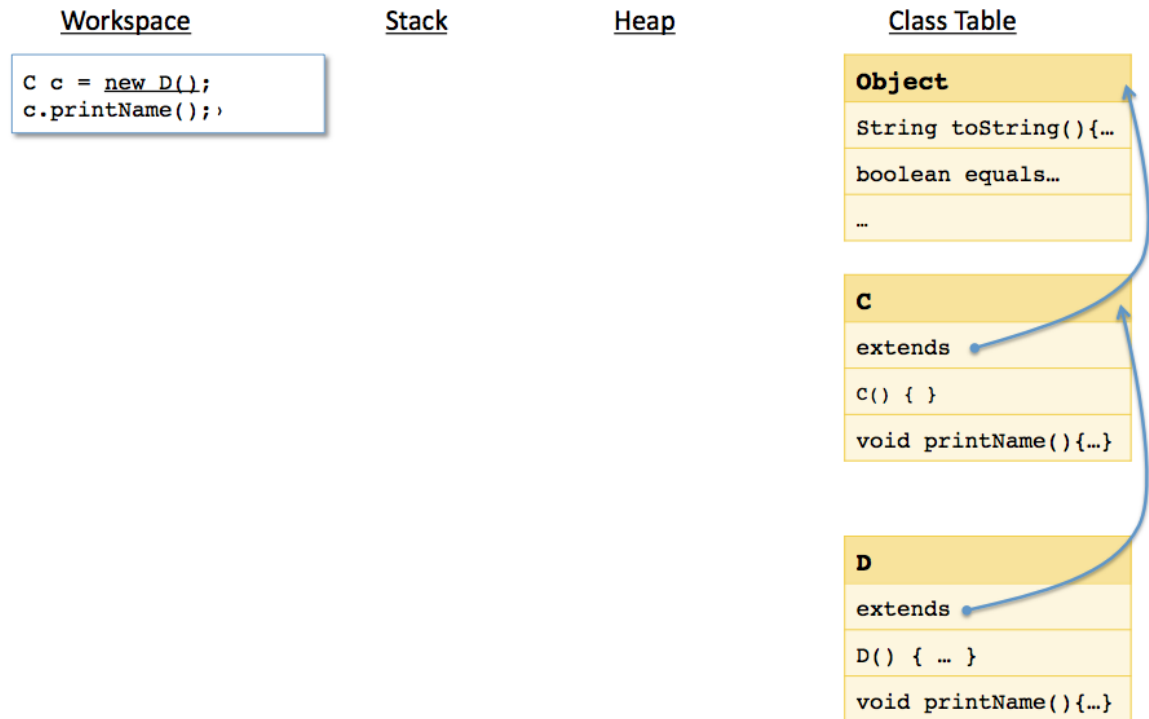 Workspace
Stack
Heap
Class Table
C c = new D();
c.printName();
Object
String toString(){…
boolean equals…
…
C
extends
C() { }
void printName(){…}
D
extends
D() { … }
void printName(){…}